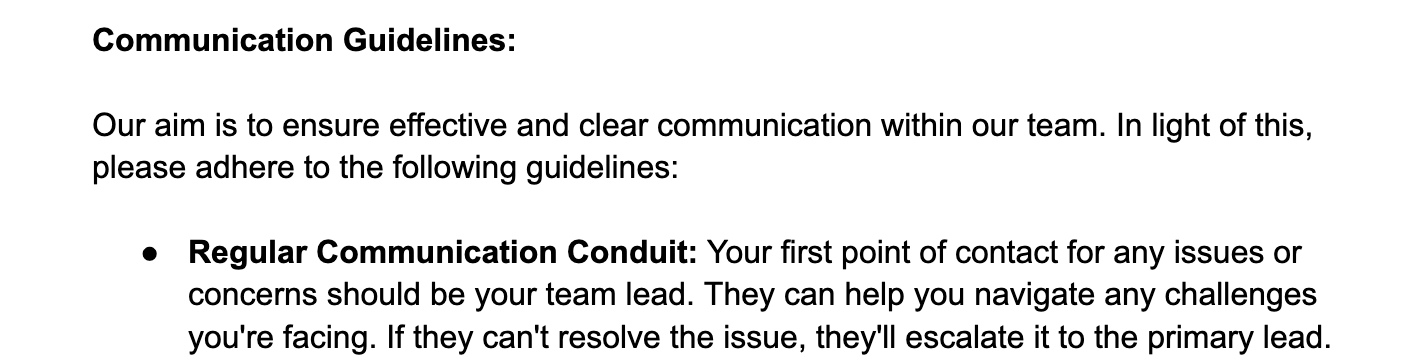 Communication Guidelines:
Our aim is to ensure effective and clear communication within our team. In light of this,
please adhere to the following guidelines:
● Regular Communication Conduit: Your first point of contact for any issues or
concerns should be your team lead. They can help you navigate any challenges
you're facing. If they can't resolve the issue, they'll escalate it to the primary lead.